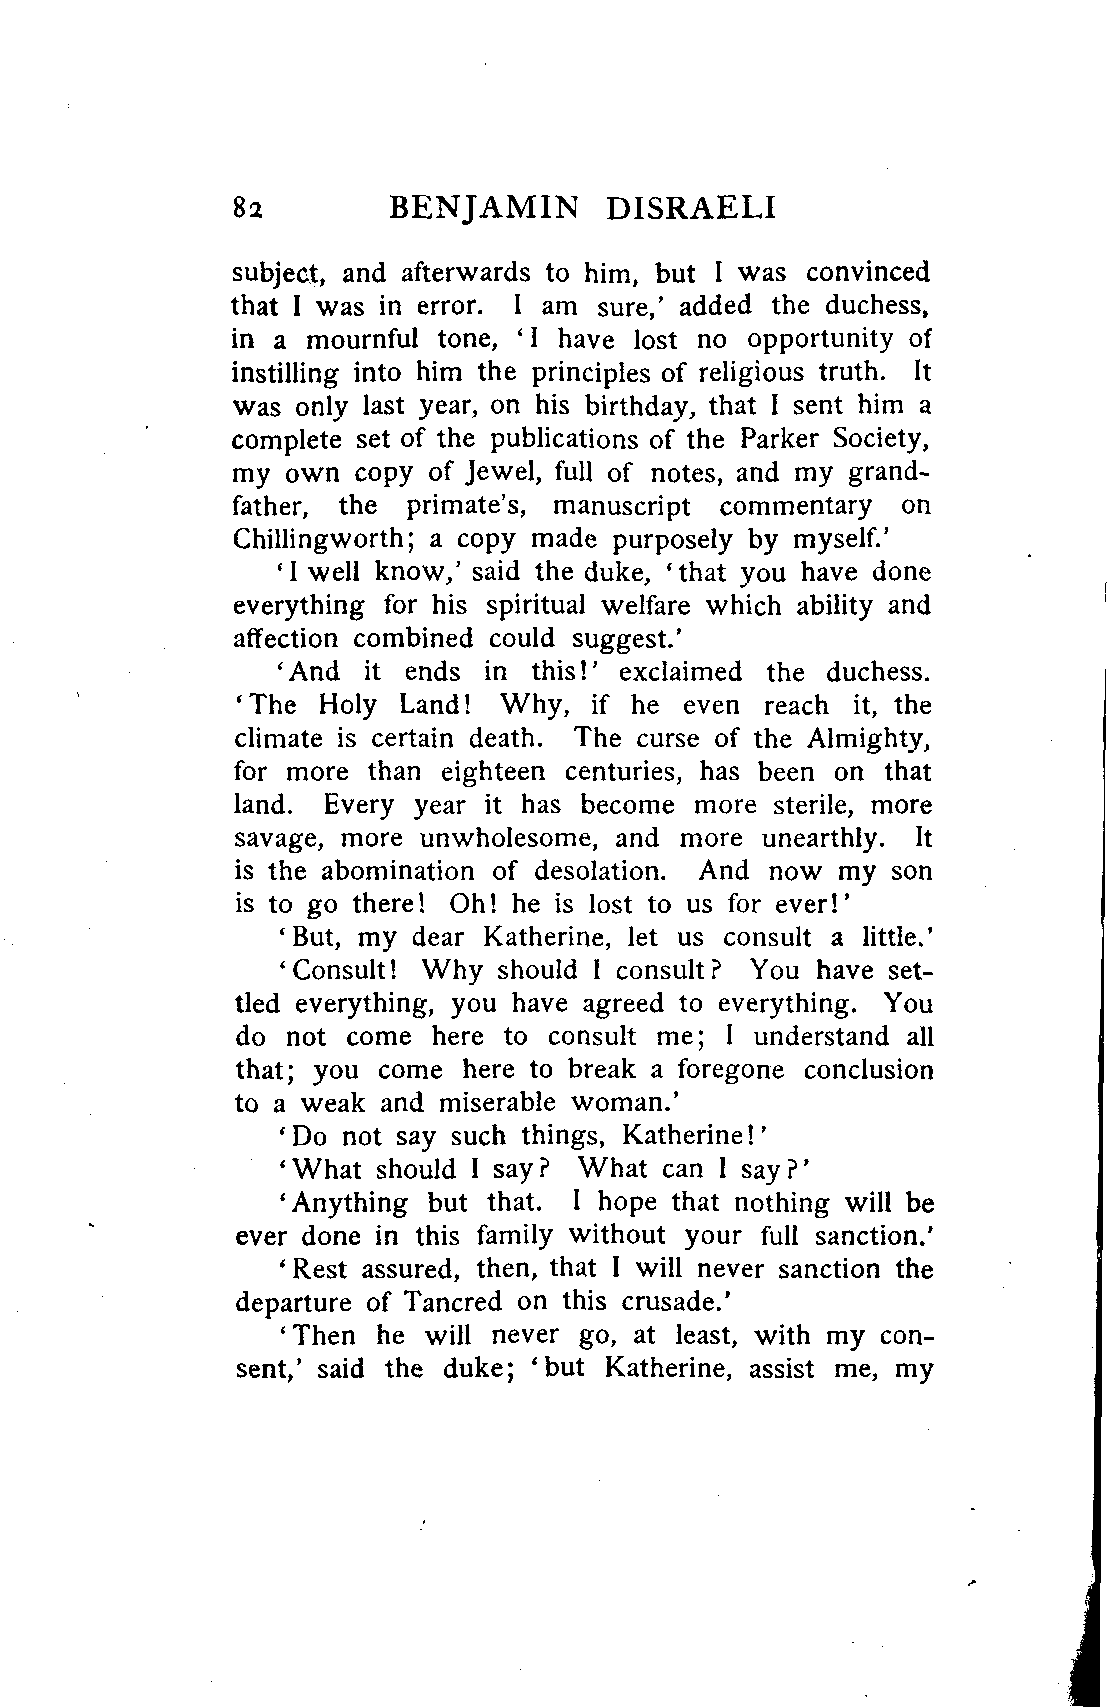 82 BENJAMIN DISRAELI
subject, and afterwards to him, but I was convinced
that I was in error. I am sure,' added the duchess,
in a mournful tone, 'I have lost no opportunity of
instilling into him the principles of religious truth. It
was only last year, on his birthday, that I sent him a
complete set of the publications of the Parker Society,
my own copy of Jewel, full of notes, and my grand-
father, the primate's, manuscript commentary on
Chillingworth; a copy made purposely by myself.'
'I well know,' said the duke, 'that you have done
everything for his spiritual welfare which ability and
affection combined could suggest.'
'And it ends in this!' exclaimed the duchess.
'The Holy Land! Why, if he even reach it, the
climate is certain death. The curse of the Almighty,
for more than eighteen centuries, has been on that
land. Every year it has become more sterile, more
savage, more unwholesome, and more unearthly. It
is the abomination of desolation. And now my son
is to go there! Oh! he is lost to us for ever!'
'But, my dear Katherine, let us consult a little.'
'Consult! Why should I consult? You have set-
tled everything, you have agreed to everything. You
do not come here to consult me; I understand all
that; you come here to break a foregone conclusion
to a weak and miserable woman.'
'Do not say such things, Katherine!'
'What should I say? What can I say?'
'Anything but that. I hope that nothing will be
ever done in this family without your full sanction.'
'Rest assured, then, that I will never sanction the
departure of Tancred on this crusade.'
'Then he will never go, at least, with my con-
sent,' said the duke; 'but Katherine, assist me, my